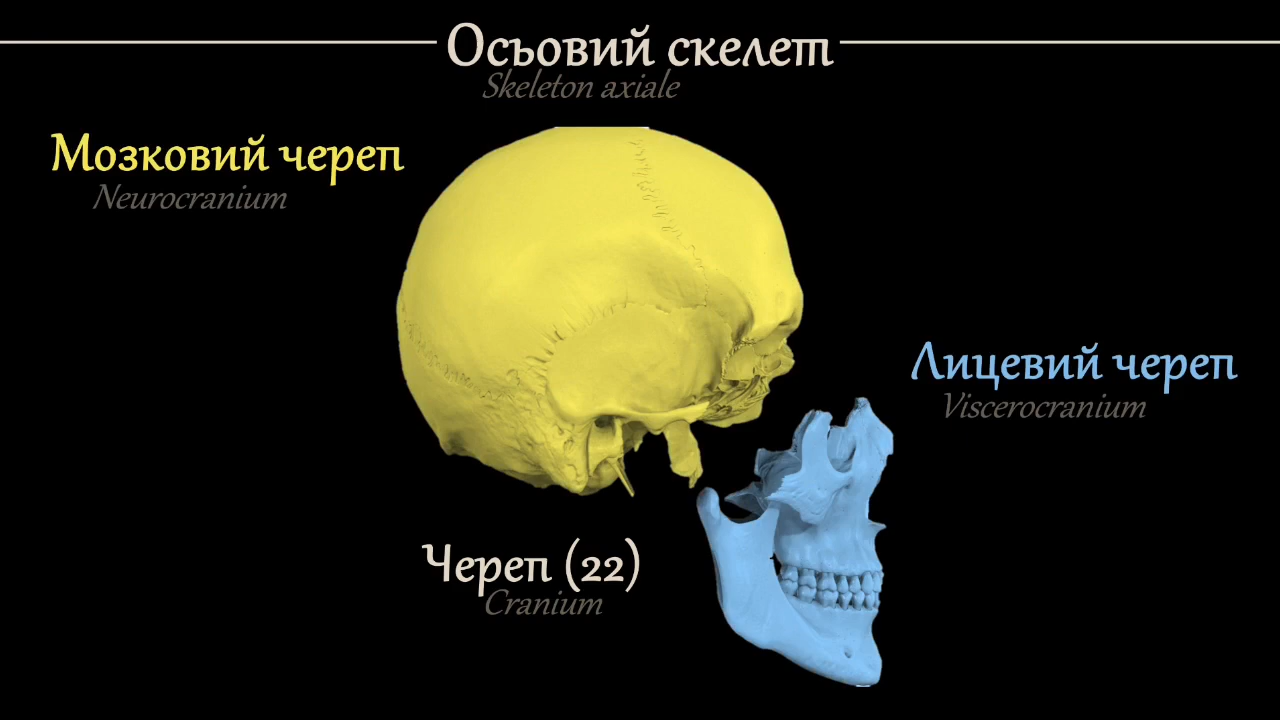 Осьовий скелет
Skeleton axiale
Мозковий череп
Neurocranium
Лицевий череп
Viscerocranium
Череп (22)
Cranium